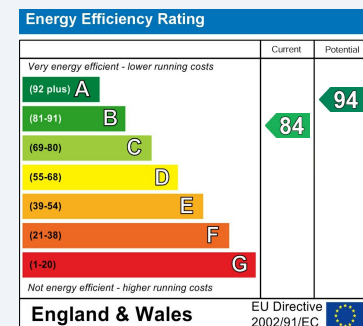 Energy Efficiency Rating
Current Potential
Very energy efficient - lower running costs
(92 plus) A
94
(81-91) B
84
(69-80) C
(55-68) D
(39-54) E
(21-38) F
(1-20) G
Not energy efficient - higher running costs
England & Wales
EU Directive
2002/91/EC